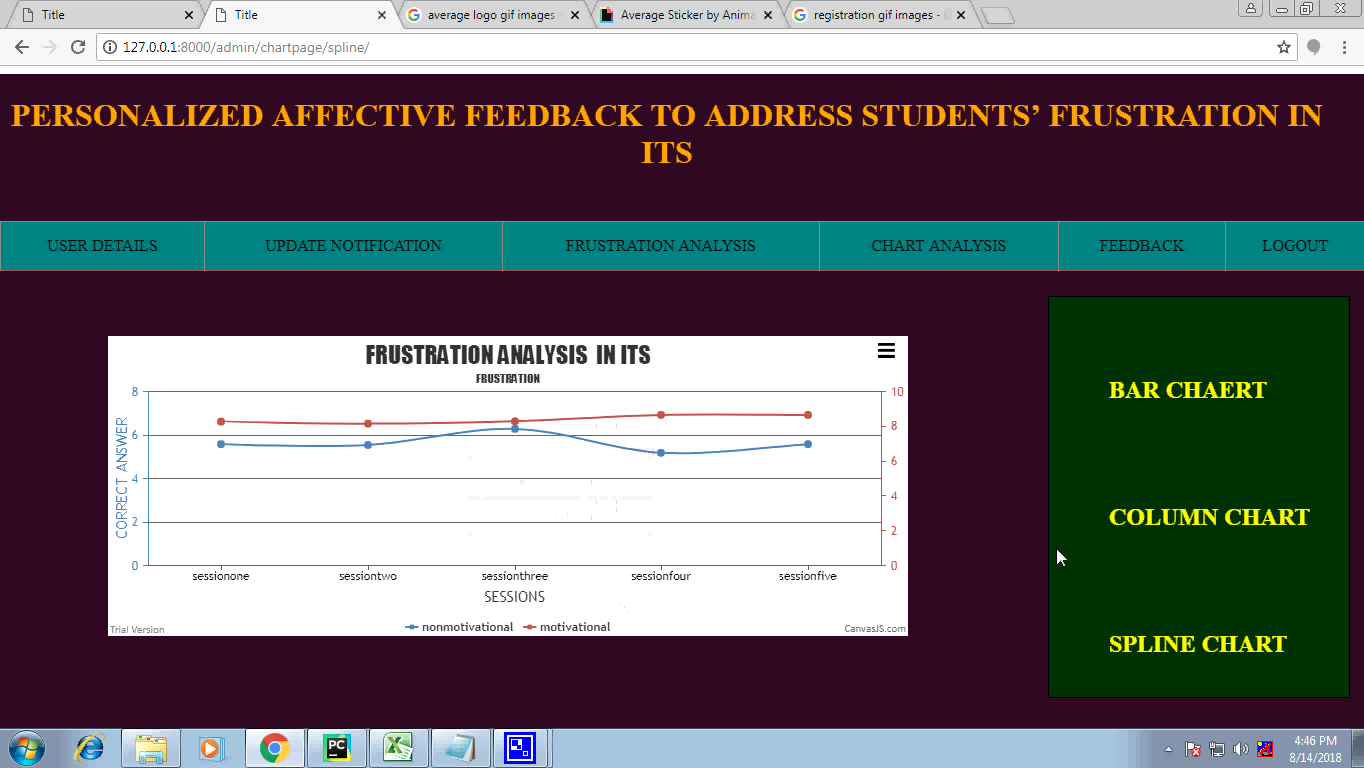 Title
Title
average logo gif images -
Average Sticker by Anima
registration gif images -
127.0.0.1:8000/admin/chartpage/spline/
PERSONALIZED AFFECTIVE FEEDBACK TO ADDRESS STUDENTS’ FRUSTRATION IN
ITS
USER DETAILS UPDATE NOTIFICATION FRUSTRATION ANALYSIS CHART ANALYSIS FEEDBACK LOGOUT
FRUSTRATION ANALYSIS IN ITS
FRUSTRATION
8
6
4
2
0
CORRECT ANSWER
10
8
6
4
2
0
sessionone sessiontwo sessionthree sessionfour sessionfive
SESSIONS
nonmotivational motivational
Trial Version
CanvasJS.com
BAR CHAERT
COLUMN CHART
SPLINE CHART
PC
4:46 PM
8/14/2018